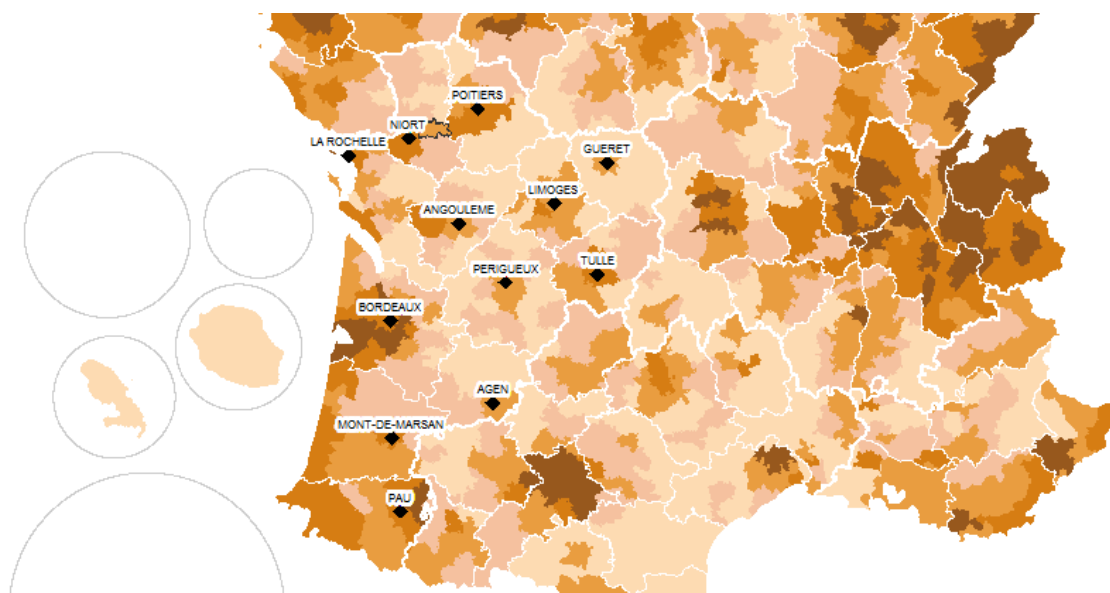 POITIERS
NIORT
LA ROCHELLE
GUERET
LIMOGES
ANGOULEME
TULLE
PERIGUEUX
BORDEAUX
AGEN
MONT-DE-MARSAN
PAU